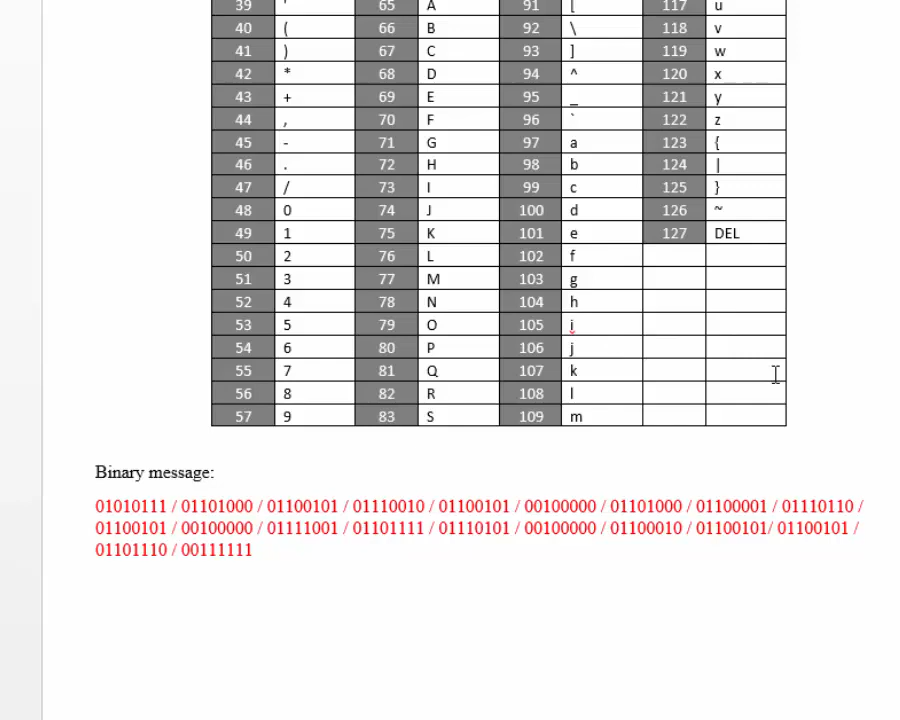 39 ' 65 A 91 [ 117 u
40 ( 66 B 92 \ 118 v
41 ) 67 C 93 ] 119 w
42 * 68 D 94 ^ 120 x
43 + 69 E 95 _ 121 y
44 , 70 F 96 ` 122 z
45 - 71 G 97 a 123 {
46 . 72 H 98 b 124 |
47 / 73 I 99 c 125 }
48 0 74 J 100 d 126 ~
49 1 75 K 101 e 127 DEL
50 2 76 L 102 f
51 3 77 M 103 g
52 4 78 N 104 h
53 5 79 O 105 i
54 6 80 P 106 j
55 7 81 Q 107 k
56 8 82 R 108 l
57 9 83 S 109 m
Binary message:
01010111 / 01101000 / 01100101 / 01110010 / 01100101 / 00100000 / 01101000 / 01100001 / 01110110 /
01100101 / 00100000 / 01111001 / 01101111 / 01110101 / 00100000 / 01100010 / 01100101/ 01100101 /
01101110 / 00111111